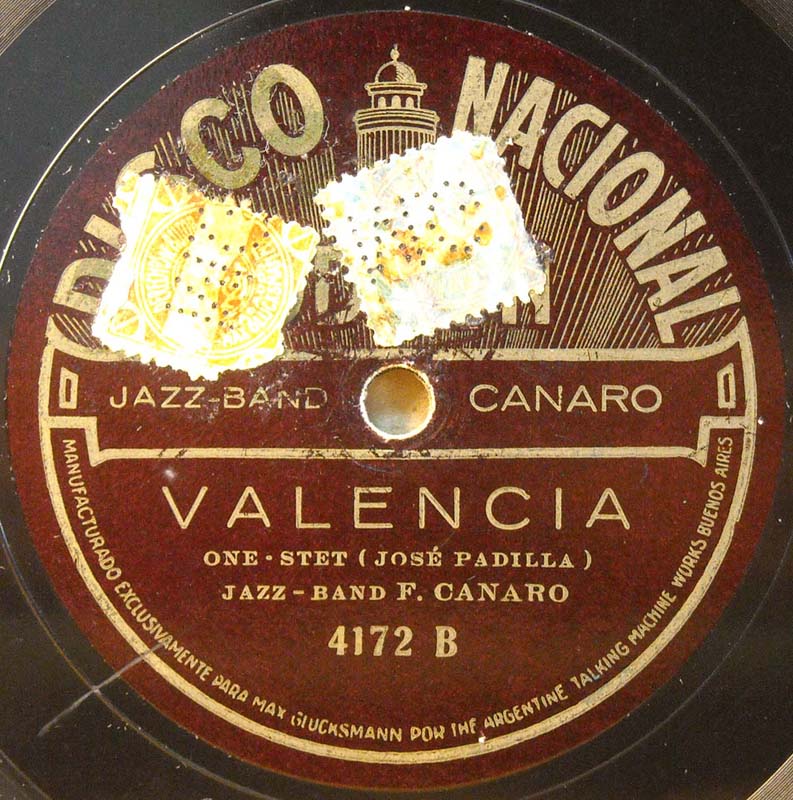 DISCO NACIONAL
JAZZ-BAND CANARO
VALENCIA
ONE-STET (JOSÉ PADILLA)
JAZZ-BAND F. CANARO
4172 B
MANUFACTURADO EXCLUSIVAMENTE PARA MAX GLUCKSMANN POR THE ARGENTINE TALKING MACHINE WORKS BUENOS AIRES